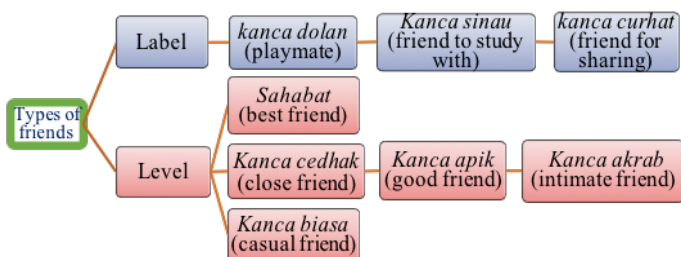 Types of
friends
Label
kanca dolan
(playmate)
Kanca sinau
(friend to study
with)
kanca curhat
(friend for
sharing)
Level
Sahabat
(best friend)
Kanca cedhak
(close friend)
Kanca apik
(good friend)
Kanca akrab
(intimate friend)
Kanca biasa
(casual friend)